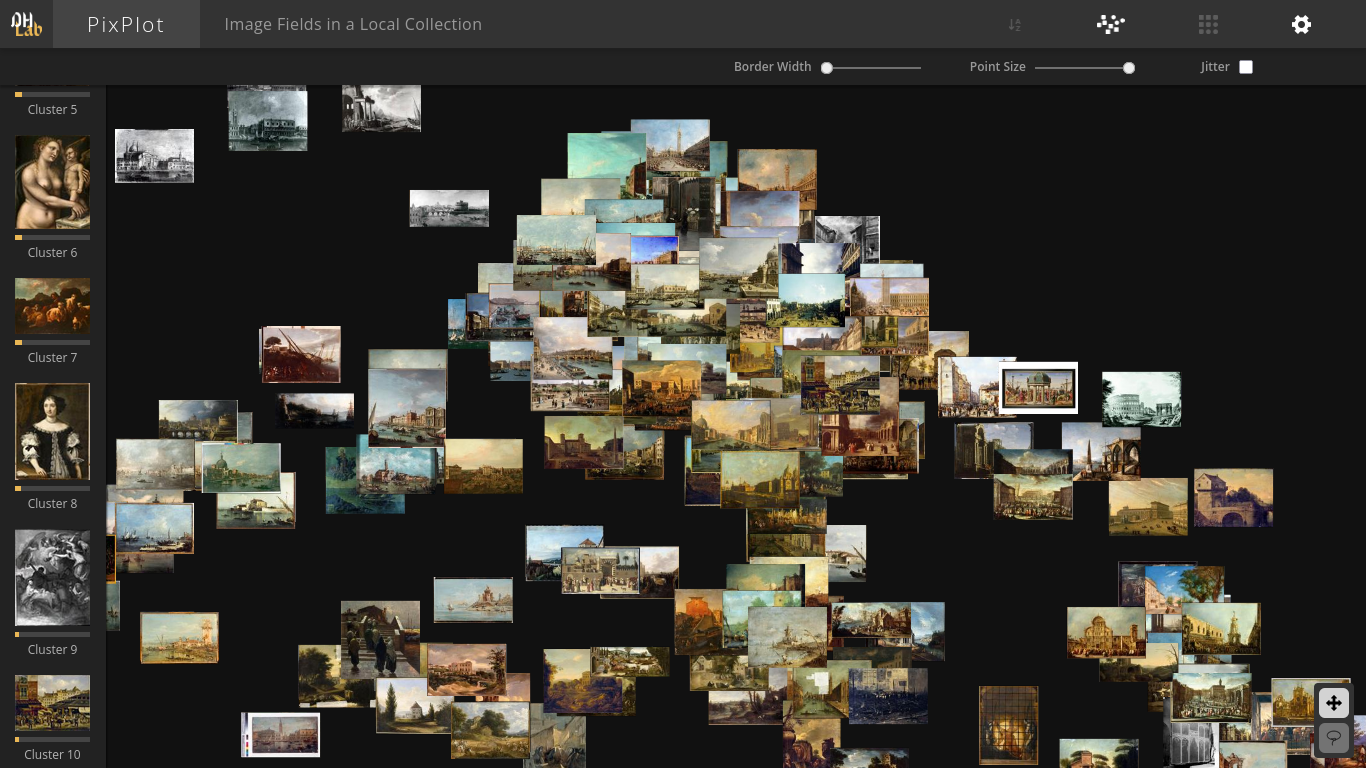 DH Lab
PixPlot
Image Fields in a Local Collection
A
Z
Border Width
Point Size
Jitter
Cluster 5
Cluster 6
Cluster 7
Cluster 8
Cluster 9
Cluster 10